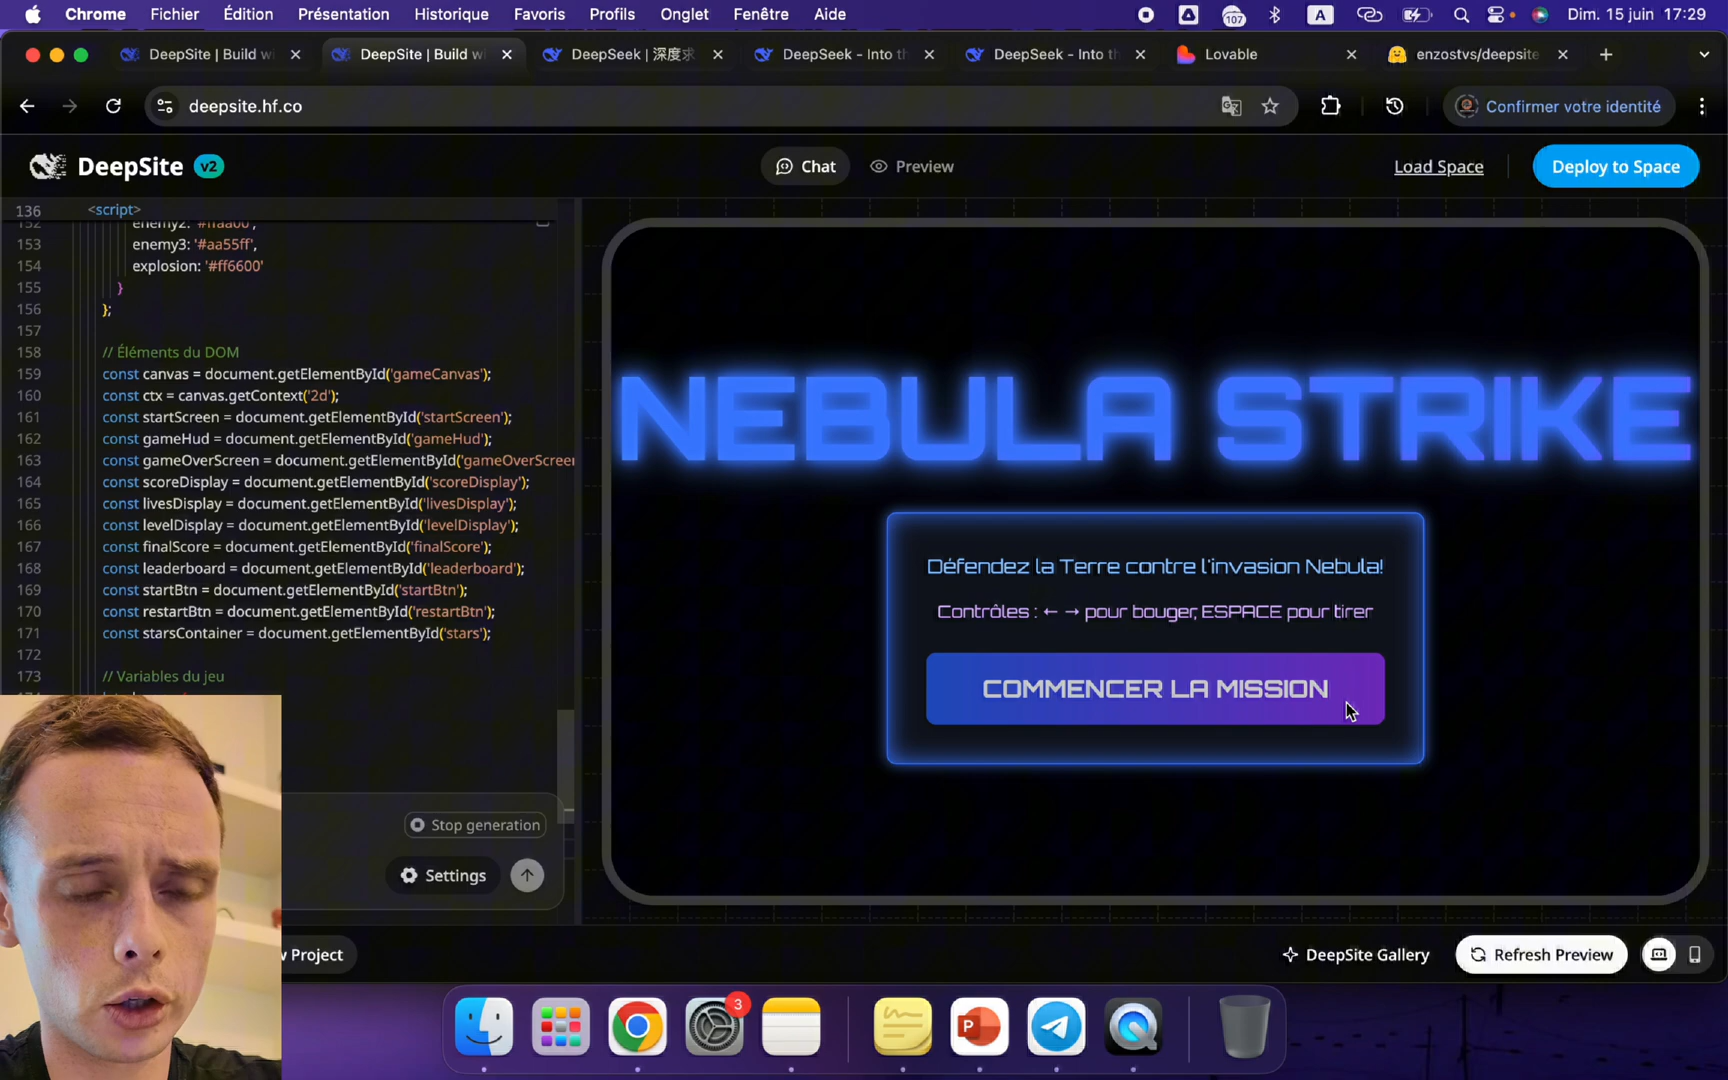 Chrome Fichier Édition Présentation Historique Favoris Profils Onglet Fenêtre Aide 107 A Dim. 15 juin 17:29
DeepSite | Build wi DeepSite | Build wi DeepSeek | 深度求 DeepSeek - Into th DeepSeek - Into th Lovable enzostvs/deepsite
deepsite.hf.co Confirmer votre identité
DeepSite v2 Chat Preview Load Space Deploy to Space
136 <script>
152 enemy2: '#ffaa00',
153 enemy3: '#aa55ff',
154 explosion: '#ff6600'
155 }
156 };
157
158 // Éléments du DOM
159 const canvas = document.getElementById('gameCanvas');
160 const ctx = canvas.getContext('2d');
161 const startScreen = document.getElementById('startScreen');
162 const gameHud = document.getElementById('gameHud');
163 const gameOverScreen = document.getElementById('gameOverScreen
164 const scoreDisplay = document.getElementById('scoreDisplay');
165 const livesDisplay = document.getElementById('livesDisplay');
166 const levelDisplay = document.getElementById('levelDisplay');
167 const finalScore = document.getElementById('finalScore');
168 const leaderboard = document.getElementById('leaderboard');
169 const startBtn = document.getElementById('startBtn');
170 const restartBtn = document.getElementById('restartBtn');
171 const starsContainer = document.getElementById('stars');
172
173 // Variables du jeu
Stop generation
Settings
NEBULA STRIKE
Défendez la Terre contre l'invasion Nebula!
Contrôles : ← → pour bouger, ESPACE pour tirer
COMMENCER LA MISSION
w Project DeepSite Gallery Refresh Preview
3
P